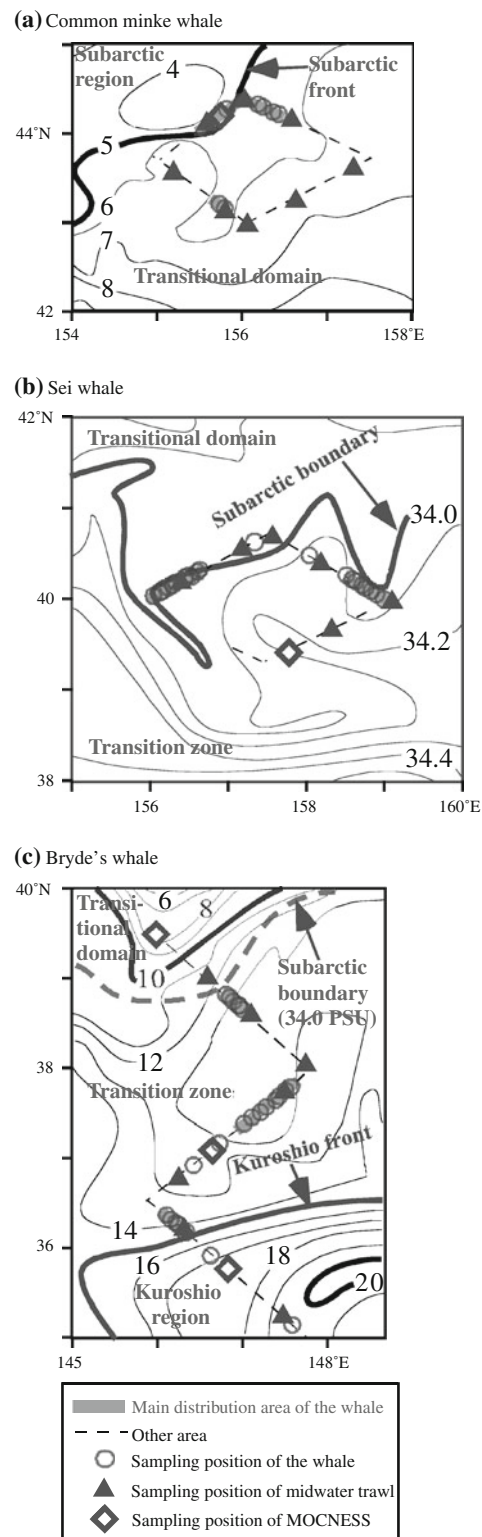 (a) Common minke whale
Subarctic
region
4
Subarctic
front
44°N
5
6
7
8
Transitional domain
42
154
156
158°E
(b) Sei whale
42°N
Transitional domain
Subarctic boundary
34.0
40
34.2
Transition zone
34.4
38
156
158
160°E
(c) Bryde's whale
40°N
Transi-
tional
domain
6
8
10
Subarctic
boundary
(34.0 PSU)
12
38
Transition zone
Kuroshio front
14
36
16
18
Kuroshio
region
20
145
148°E
Main distribution area of the whale
Other area
Sampling position of the whale
Sampling position of midwater trawl
Sampling position of MOCNESS